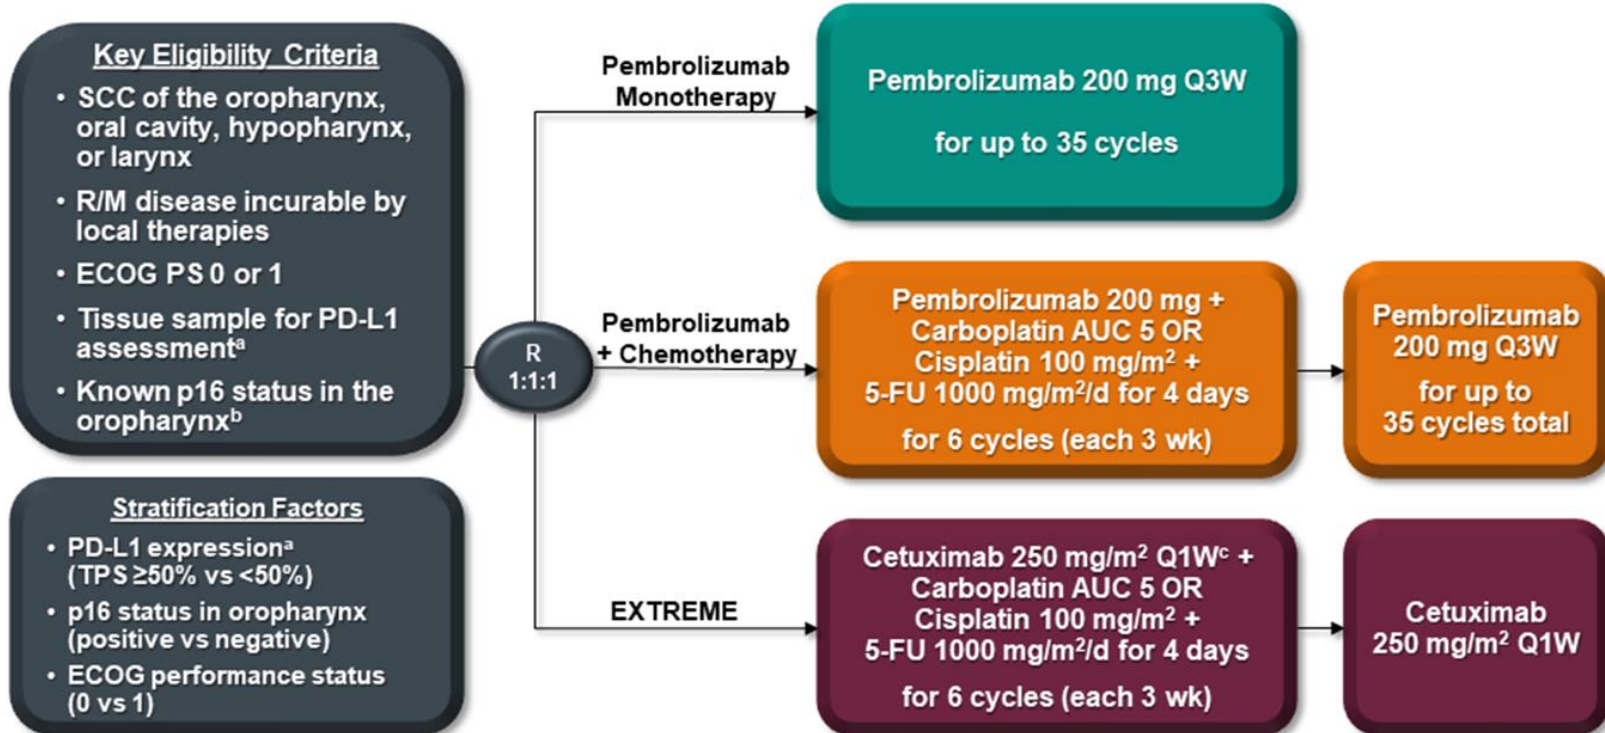 Key Eligibility Criteria
• SCC of the oropharynx,
oral cavity, hypopharynx,
or larynx
• R/M disease incurable by
local therapies
• ECOG PS 0 or 1
• Tissue sample for PD-L1
assessmentᵃ
• Known p16 status in the
oropharynxᵇ
Stratification Factors
• PD-L1 expressionᵃ
(TPS ≥50% vs <50%)
• p16 status in oropharynx
(positive vs negative)
• ECOG performance status
(0 vs 1)
R
1:1:1
Pembrolizumab
Monotherapy
Pembrolizumab 200 mg Q3W
for up to 35 cycles
Pembrolizumab
+ Chemotherapy
Pembrolizumab 200 mg +
Carboplatin AUC 5 OR
Cisplatin 100 mg/m² +
5-FU 1000 mg/m²/d for 4 days
for 6 cycles (each 3 wk)
Pembrolizumab
200 mg Q3W
for up to
35 cycles total
EXTREME
Cetuximab 250 mg/m² Q1Wᶜ +
Carboplatin AUC 5 OR
Cisplatin 100 mg/m² +
5-FU 1000 mg/m²/d for 4 days
for 6 cycles (each 3 wk)
Cetuximab
250 mg/m² Q1W